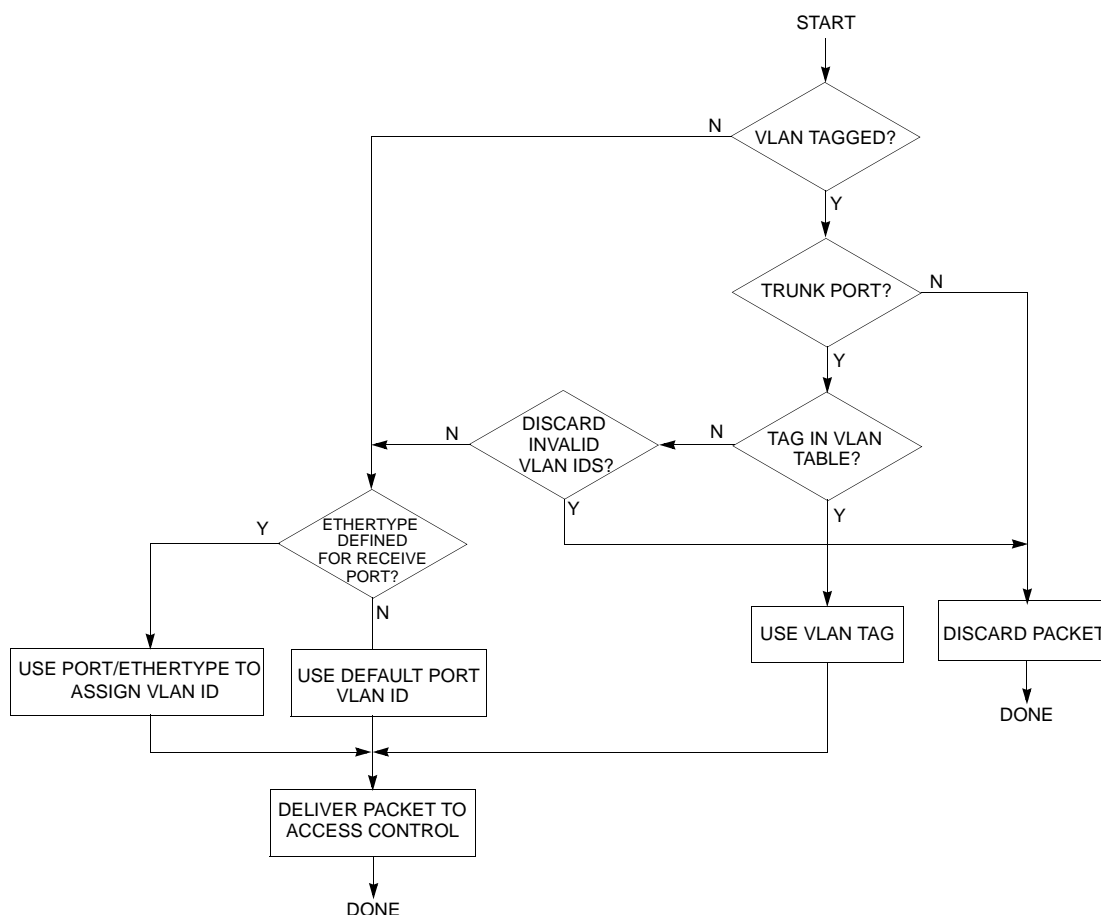 START
N
VLAN TAGGED?
Y
TRUNK PORT?
N
Y
DISCARD
INVALID
VLAN IDS?
N
N
TAG IN VLAN
TABLE?
Y
Y
Y
ETHERTYPE
DEFINED
FOR RECEIVE
PORT?
N
USE PORT/ETHERTYPE TO
ASSIGN VLAN ID
USE DEFAULT PORT
VLAN ID
USE VLAN TAG
DISCARD PACKET
DONE
DELIVER PACKET TO
ACCESS CONTROL
DONE